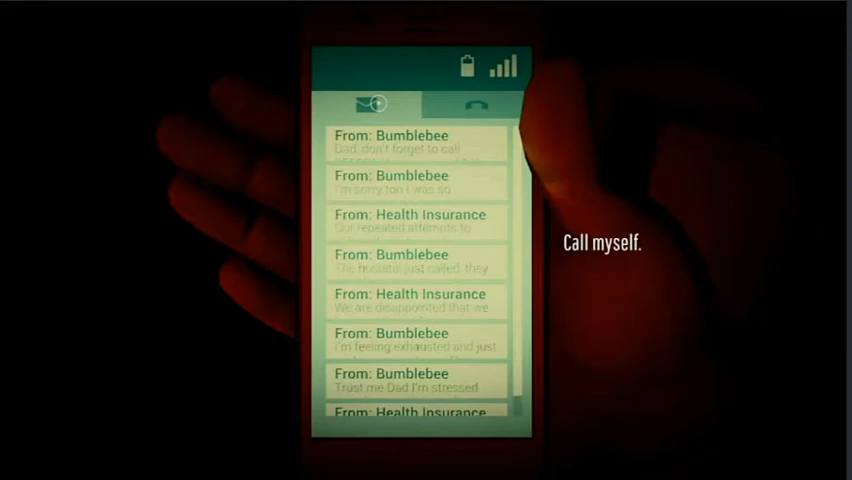 From: Bumblebee
Dad, don't forget to call
From: Bumblebee
I'm sorry too I was so
From: Health Insurance
Our repeated attempts to
From: Bumblebee
The hospital just called, they
From: Health Insurance
We are disappointed that we
From: Bumblebee
I'm feeling exhausted and just
From: Bumblebee
Trust me Dad I'm stressed
From: Health Insurance
Call myself.